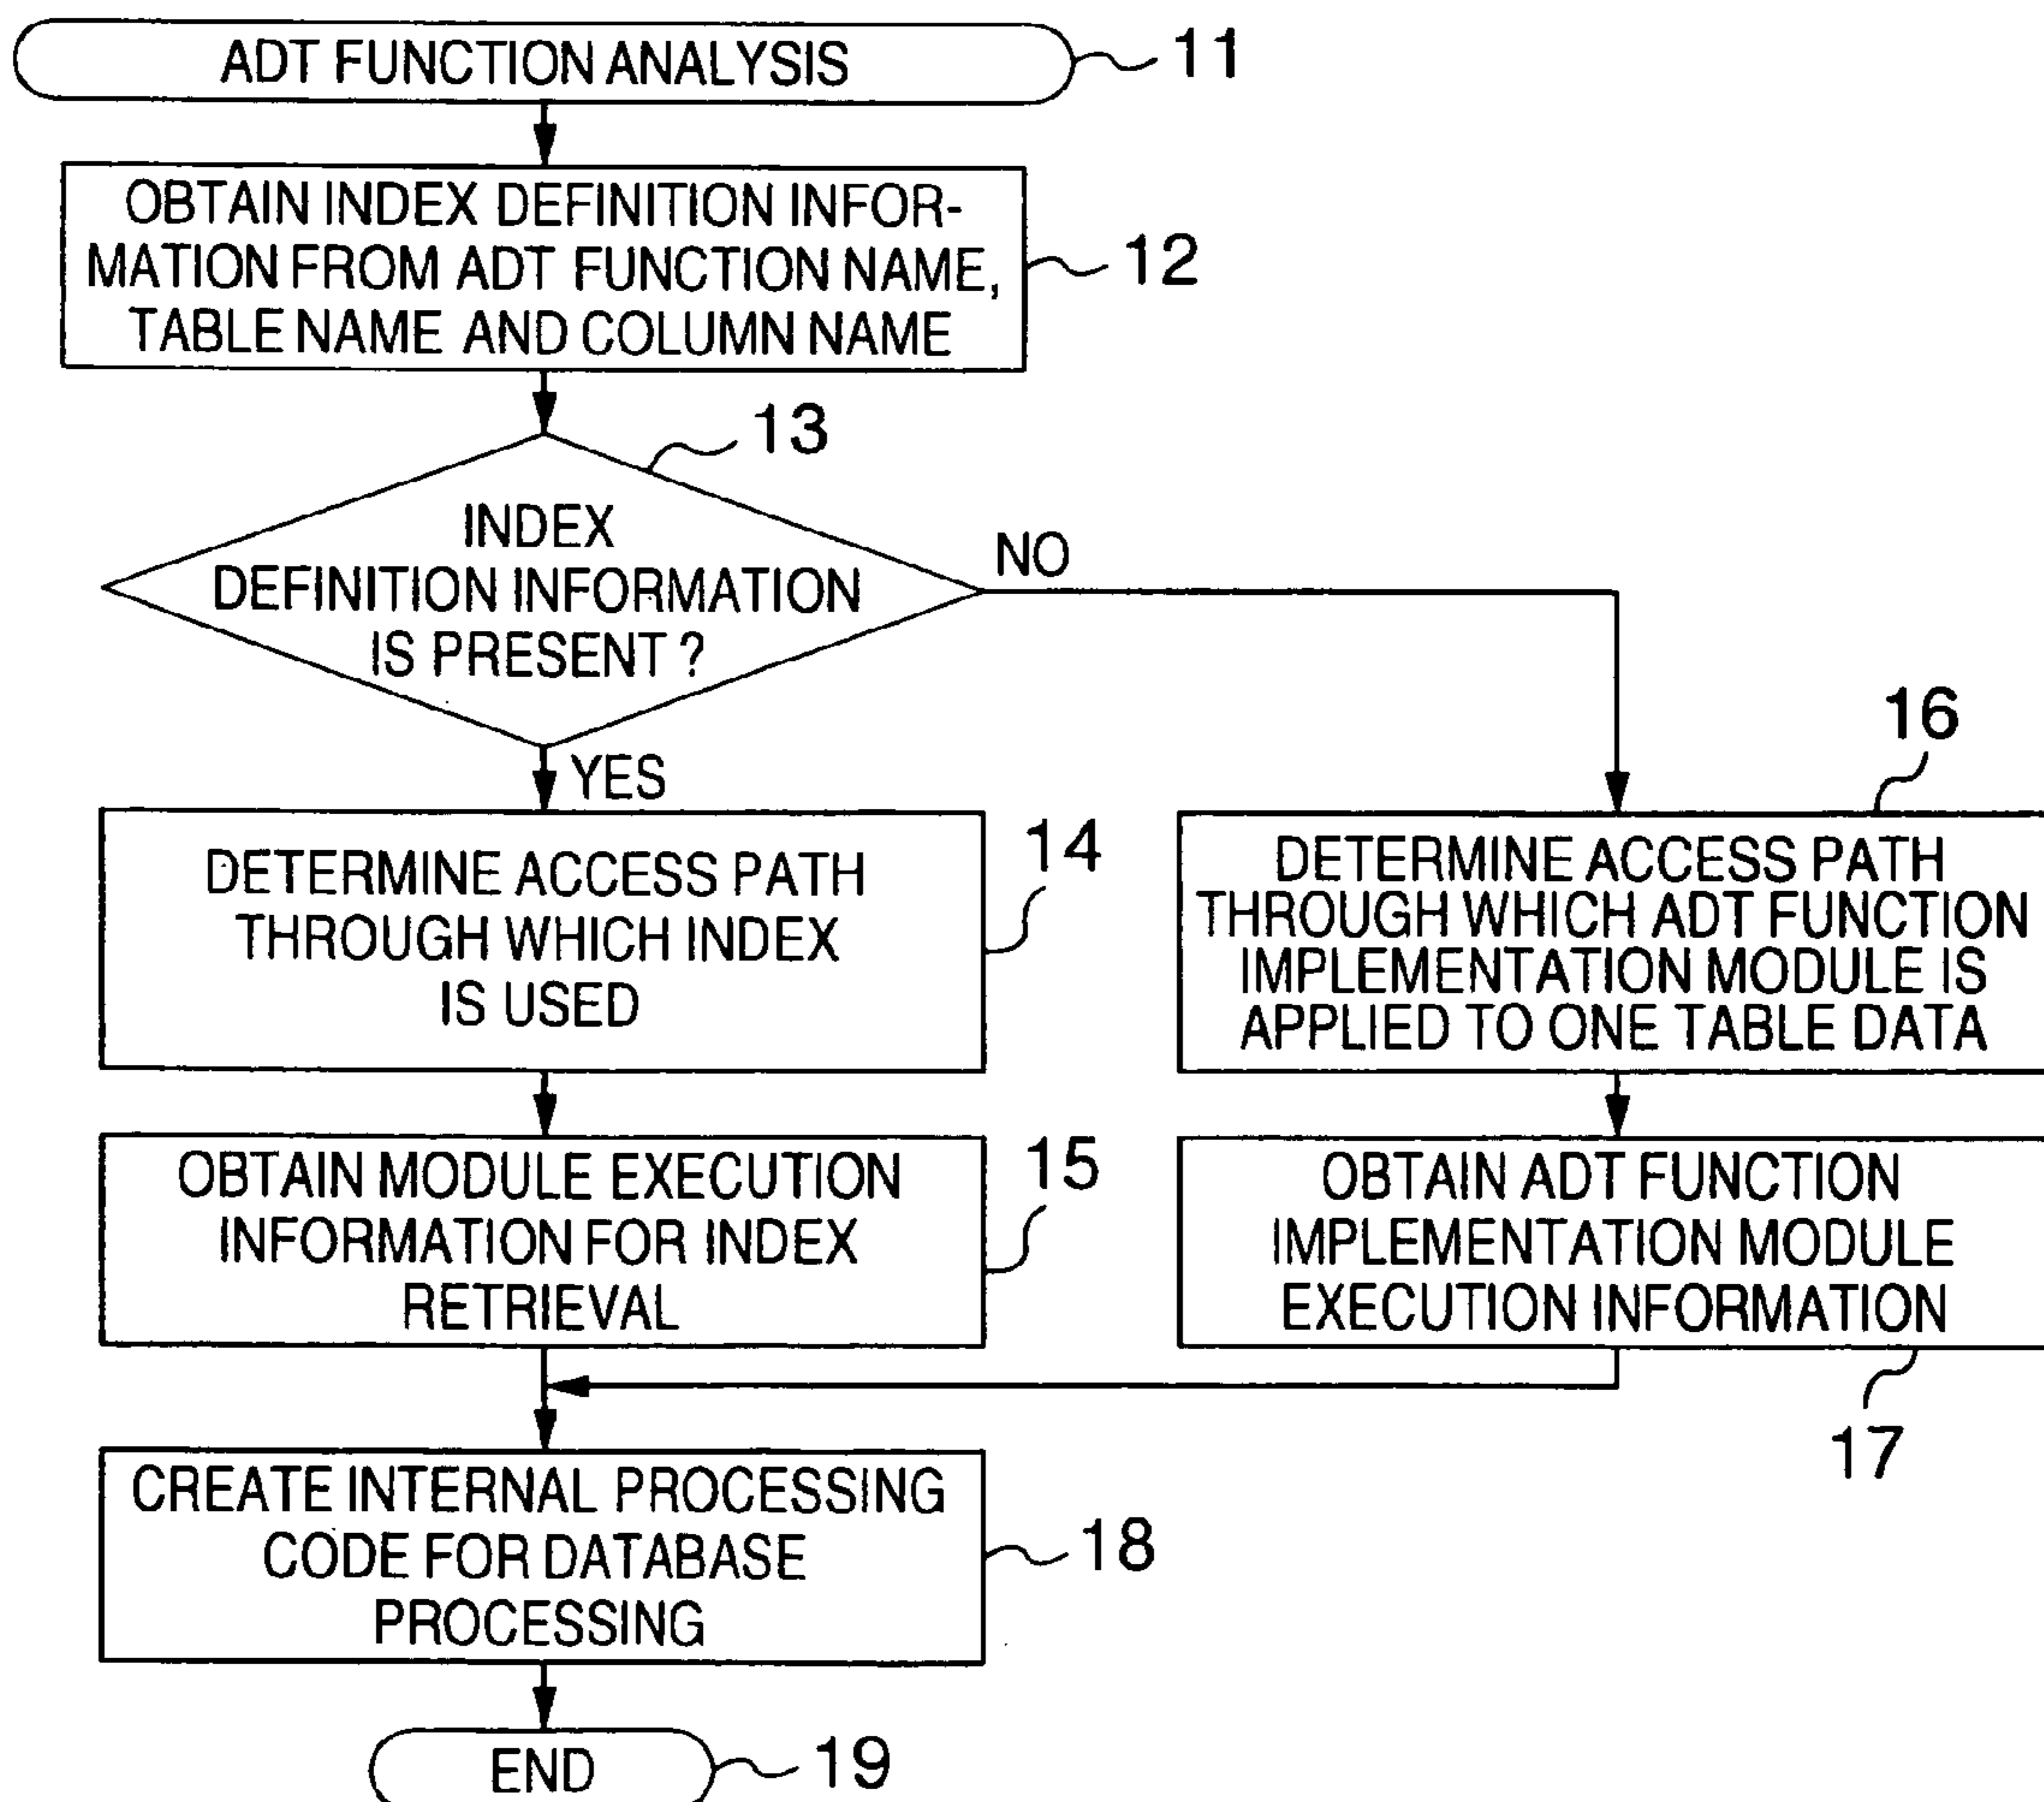 ADT FUNCTION ANALYSIS
11
OBTAIN INDEX DEFINITION INFOR-
MATION FROM ADT FUNCTION NAME,
TABLE NAME AND COLUMN NAME
12
13
INDEX
DEFINITION INFORMATION
IS PRESENT ?
NO
YES
DETERMINE ACCESS PATH
THROUGH WHICH INDEX
IS USED
14
16
DETERMINE ACCESS PATH
THROUGH WHICH ADT FUNCTION
IMPLEMENTATION MODULE IS
APPLIED TO ONE TABLE DATA
OBTAIN MODULE EXECUTION
INFORMATION FOR INDEX
RETRIEVAL
15
OBTAIN ADT FUNCTION
IMPLEMENTATION MODULE
EXECUTION INFORMATION
17
CREATE INTERNAL PROCESSING
CODE FOR DATABASE
PROCESSING
18
END
19